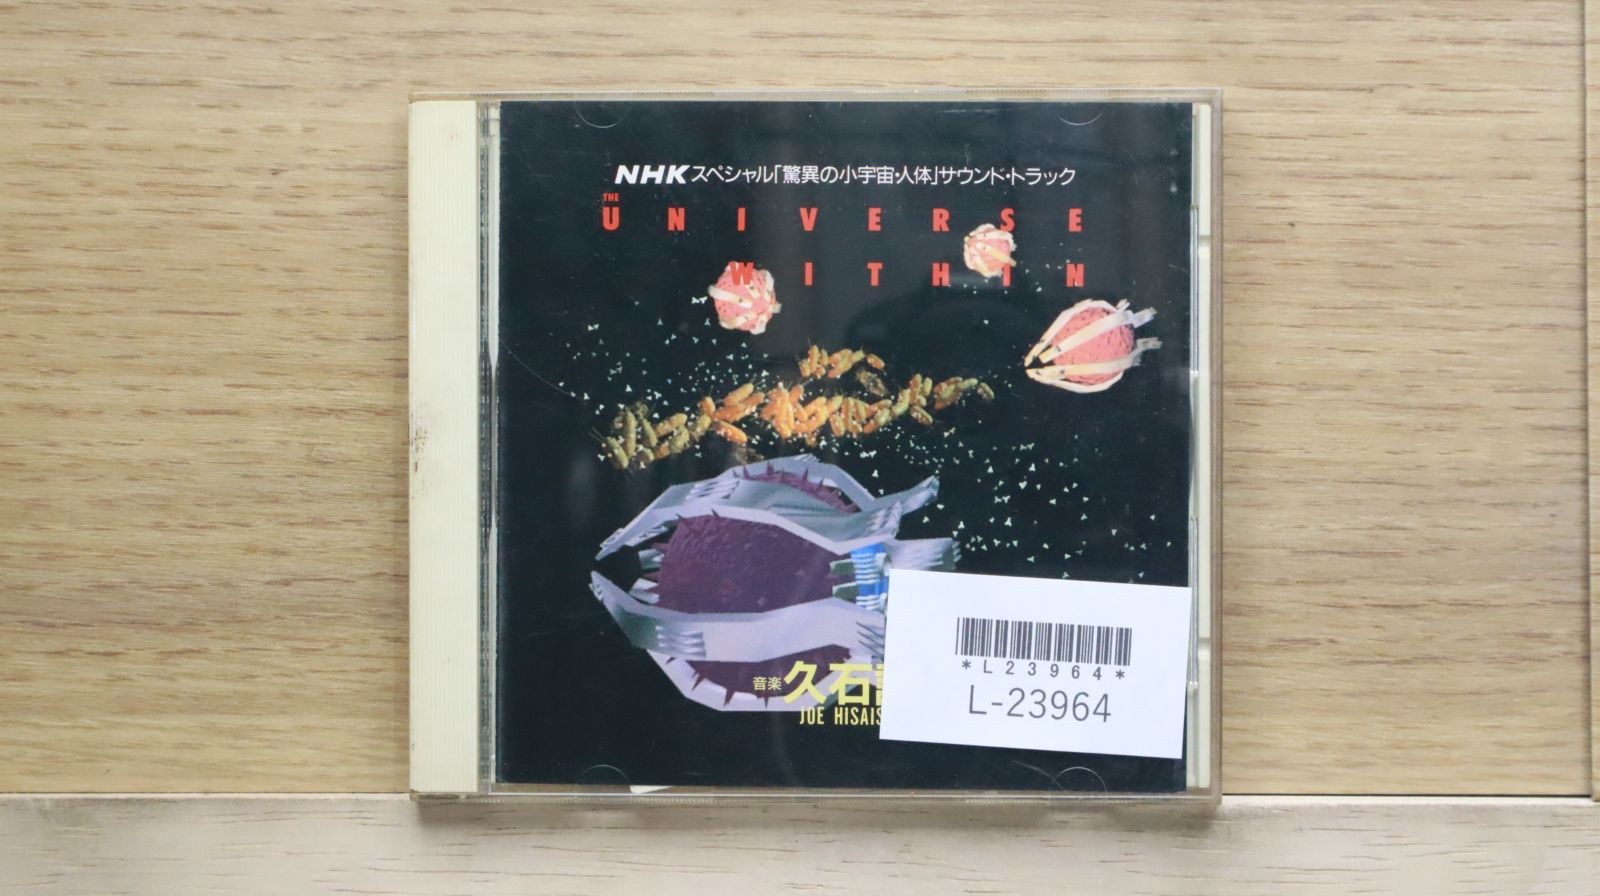 NHKスペシャル「驚異の小宇宙・人体」サウンド・トラック
THE
UNIVERSE
WITHIN
音楽 久石
JOE HISAIS
*L23964*
L-23964